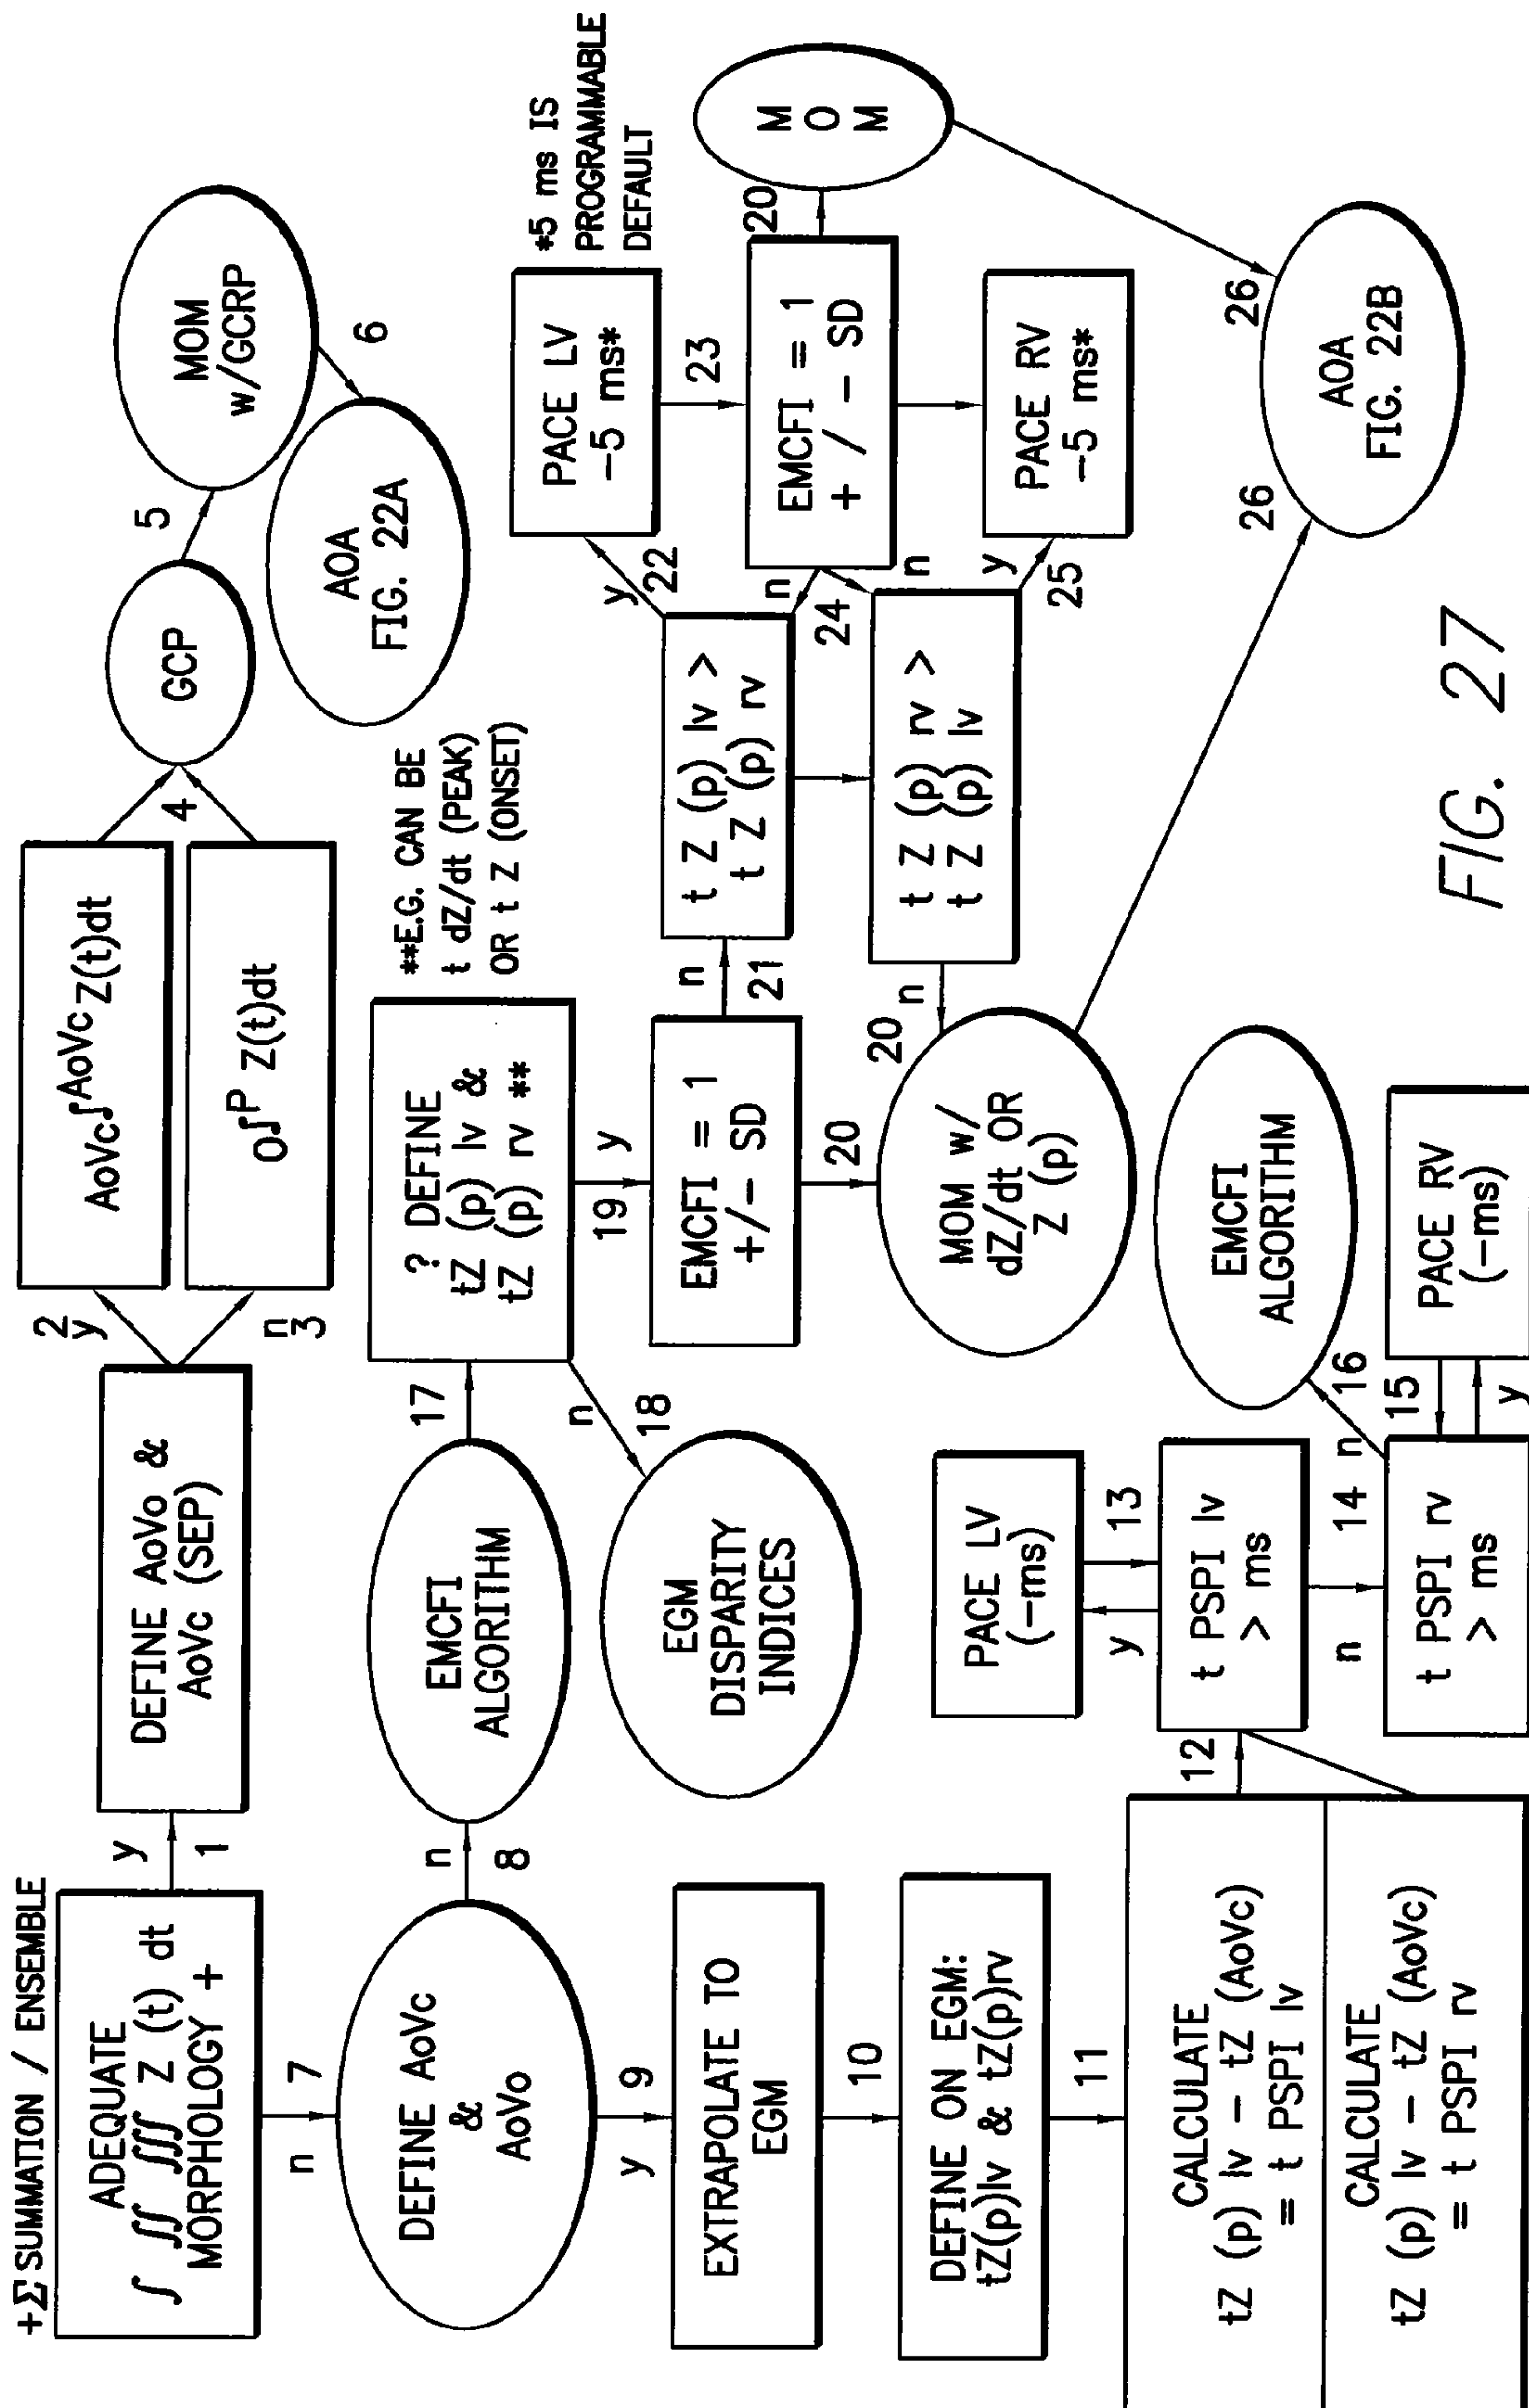 +Σ SUMMATION / ENSEMBLE
ADEQUATE
∫ ∫∫ ∫∫∫ Z (t) dt
MORPHOLOGY +
y
1
DEFINE AoVo &
AoVc (SEP)
2
y
n
3
AoVc∫AoVc Z(t)dt
O∫P Z(t)dt
4
GCP
5
MOM
w/GCRP
6
AOA
FIG. 22A
n
7
DEFINE AoVc
&
AoVo
n
8
EMCFI
ALGORITHM
17
? DEFINE
tZ (p) lv &
tZ (p) rv **
**E.G. CAN BE
t dZ/dt (PEAK)
OR t Z (ONSET)
n
18
EGM
DISPARITY
INDICES
19
y
EMCFI = 1
+/- SD
n
21
t Z (p) lv >
t Z (p) rv
y
22
PACE LV
-5 ms*
*5 ms IS
PROGRAMMABLE
DEFAULT
23
EMCFI = 1
+ / - SD
20
M
O
M
n
24
n
t Z (p) rv >
t Z (p) lv
y
25
PACE RV
-5 ms*
20
n
20
MOM w/
dZ/dt OR
Z (p)
26
26
AOA
FIG. 22B
y
9
EXTRAPOLATE TO
EGM
10
DEFINE ON EGM:
tZ(p)lv & tZ(p)rv
11
CALCULATE
tZ (p) lv - tZ (AoVc)
= t PSPI lv
CALCULATE
tZ (p) lv - tZ (AoVc)
= t PSPI rv
12
PACE LV
(-ms)
y
13
t PSPI lv
> ms
n
14
t PSPI rv
> ms
n
16
EMCFI
ALGORITHM
15
y
PACE RV
(-ms)
FIG. 27